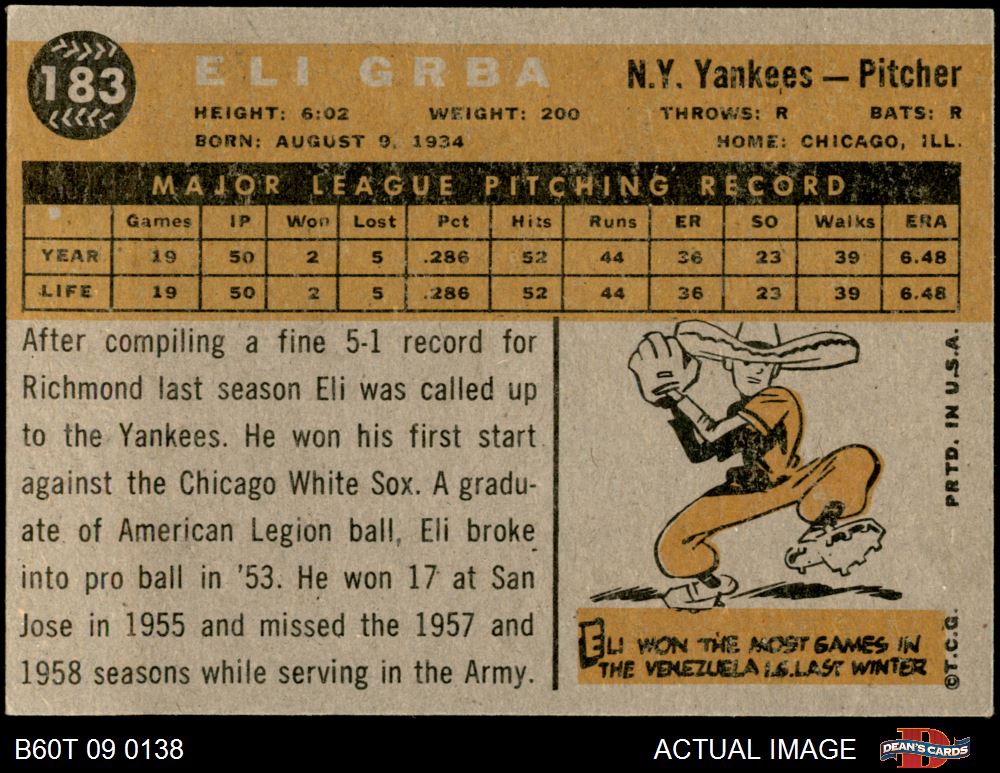 183
ELI GRBA
N.Y. Yankees — Pitcher
HEIGHT: 6:02 WEIGHT: 200 THROWS: R BATS: R
BORN: AUGUST 9, 1934 HOME: CHICAGO, ILL.
MAJOR LEAGUE PITCHING RECORD
Games IP Won Lost Pct Hits Runs ER SO Walks ERA
YEAR 19 50 2 5 .286 52 44 36 23 39 6.48
LIFE 19 50 2 5 .286 52 44 36 23 39 6.48
After compiling a fine 5-1 record for
Richmond last season Eli was called up
to the Yankees. He won his first start
against the Chicago White Sox. A gradu-
ate of American Legion ball, Eli broke
into pro ball in '53. He won 17 at San
Jose in 1955 and missed the 1957 and
1958 seasons while serving in the Army.
ELI WON THE MOST GAMES IN
THE VENEZUELA LG. LAST WINTER
©T.C.G. PRTD. IN U.S.A.
B60T 09 0138 ACTUAL IMAGE DEAN'S CARDS